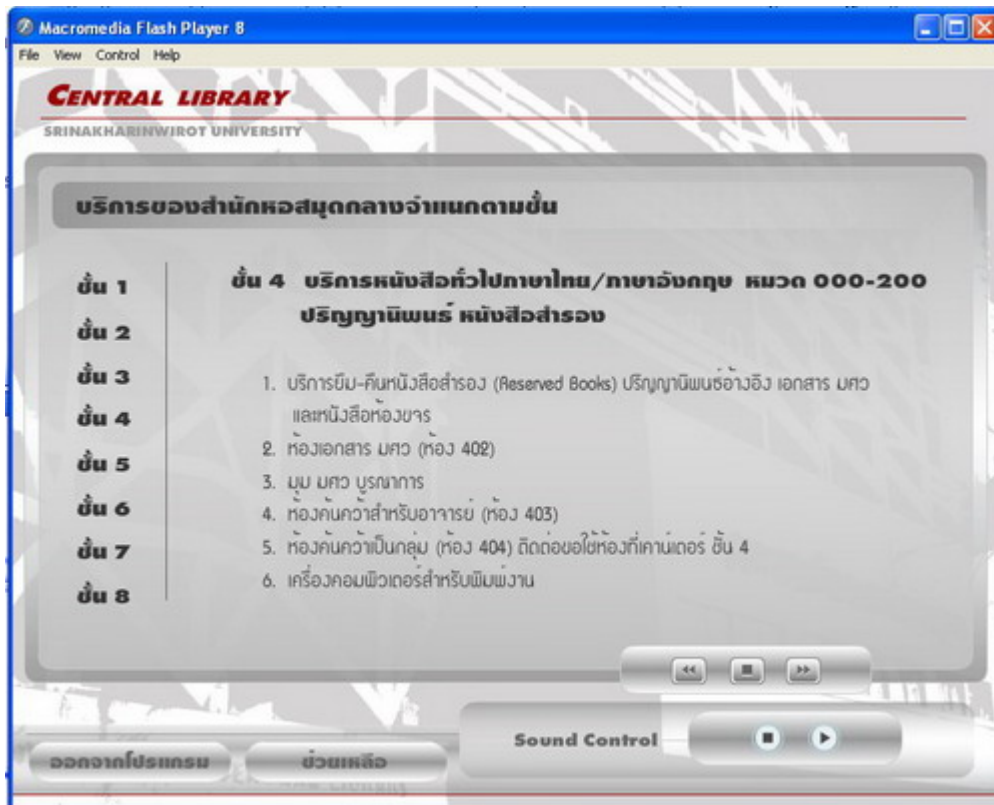 Macromedia Flash Player 8
File View Control Help
CENTRAL LIBRARY
SRINAKHARINWIROT UNIVERSITY
บริการของสำนักหอสมุดกลางจำแนกตามชั้น
ชั้น 1
ชั้น 2
ชั้น 3
ชั้น 4
ชั้น 5
ชั้น 6
ชั้น 7
ชั้น 8
ชั้น 4 บริการหนังสือทั่วไปภาษาไทย/ภาษาอังกฤษ หมวด 000-200
ปริญญานิพนธ์ หนังสือสำรอง
1. บริการยืม-คืนหนังสือสำรอง (Reserved Books) ปริญญานิพนธ์อ้างอิง เอกสาร มศว
และหนังสือห้องขจร
2. ห้องเอกสาร มศว (ห้อง 402)
3. มุม มศว บูรณาการ
4. ห้องค้นคว้าสำหรับอาจารย์ (ห้อง 403)
5. ห้องค้นคว้าเป็นกลุ่ม (ห้อง 404) ติดต่อขอใช้ห้องที่เคาน์เตอร์ ชั้น 4
6. เครื่องคอมพิวเตอร์สำหรับพิมพ์งาน
Sound Control
ออกจากโปรแกรม
ช่วยเหลือ